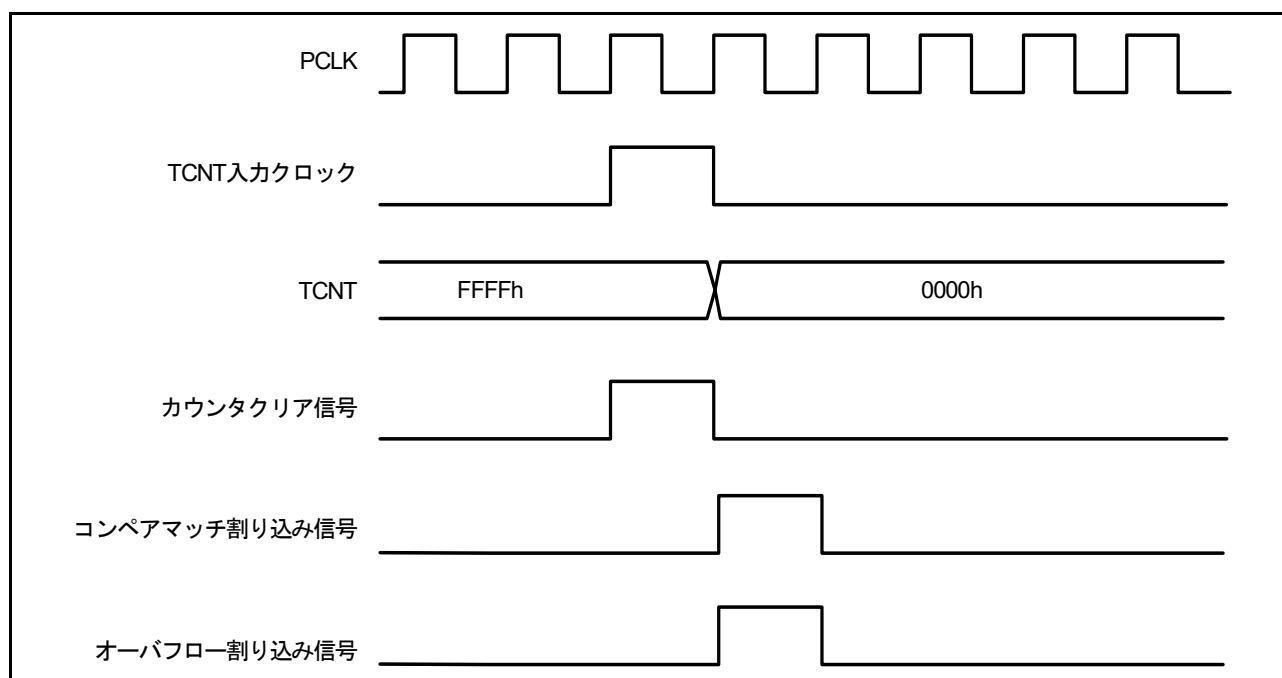 PCLK
TCNT入力クロック
TCNT
FFFFh
0000h
カウンタクリア信号
コンペアマッチ割り込み信号
オーバフロー割り込み信号